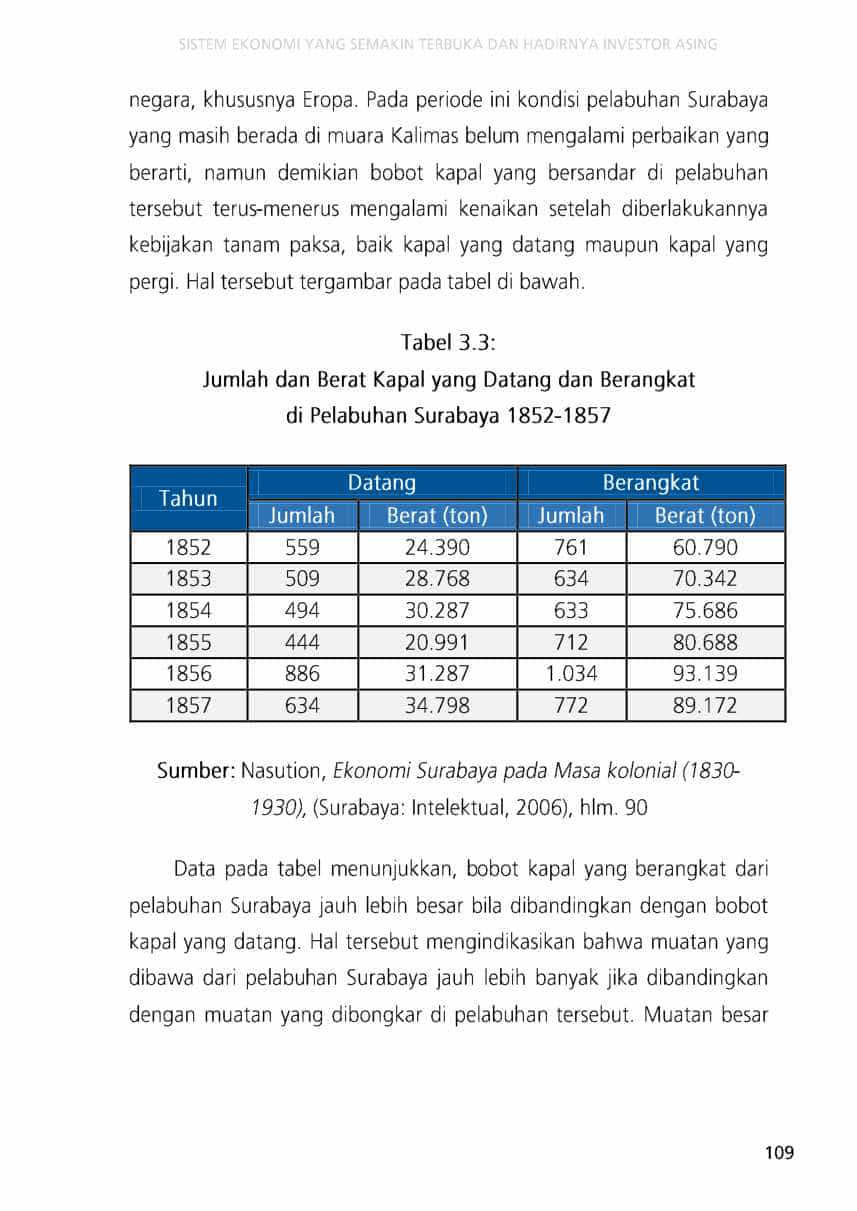 SISTEM EKONOMI YANG SEMAKIN TERBUKA DAN HADIRNYA INVESTOR ASING
negara, khususnya Eropa. Pada periode ini kondisi pelabuhan Surabaya
yang masih berada di muara Kalimas belum mengalami perbaikan yang
berarti, namun demikian bobot kapal yang bersandar di pelabuhan
tersebut terus-menerus mengalami kenaikan setelah diberlakukannya
kebijakan tanam paksa, baik kapal yang datang maupun kapal yang
pergi. Hal tersebut tergambar pada tabel di bawah.
Tabel 3.3:
Jumlah dan Berat Kapal yang Datang dan Berangkat
di Pelabuhan Surabaya 1852-1857
Tahun Datang Berangkat
Jumlah Berat (ton) Jumlah Berat (ton)
1852 559 24.390 761 60.790
1853 509 28.768 634 70.342
1854 494 30.287 633 75.686
1855 444 20.991 712 80.688
1856 886 31.287 1.034 93.139
1857 634 34.798 772 89.172
Sumber: Nasution, Ekonomi Surabaya pada Masa kolonial (1830-
1930), (Surabaya: Intelektual, 2006), hlm. 90
Data pada tabel menunjukkan, bobot kapal yang berangkat dari
pelabuhan Surabaya jauh lebih besar bila dibandingkan dengan bobot
kapal yang datang. Hal tersebut mengindikasikan bahwa muatan yang
dibawa dari pelabuhan Surabaya jauh lebih banyak jika dibandingkan
dengan muatan yang dibongkar di pelabuhan tersebut. Muatan besar
109